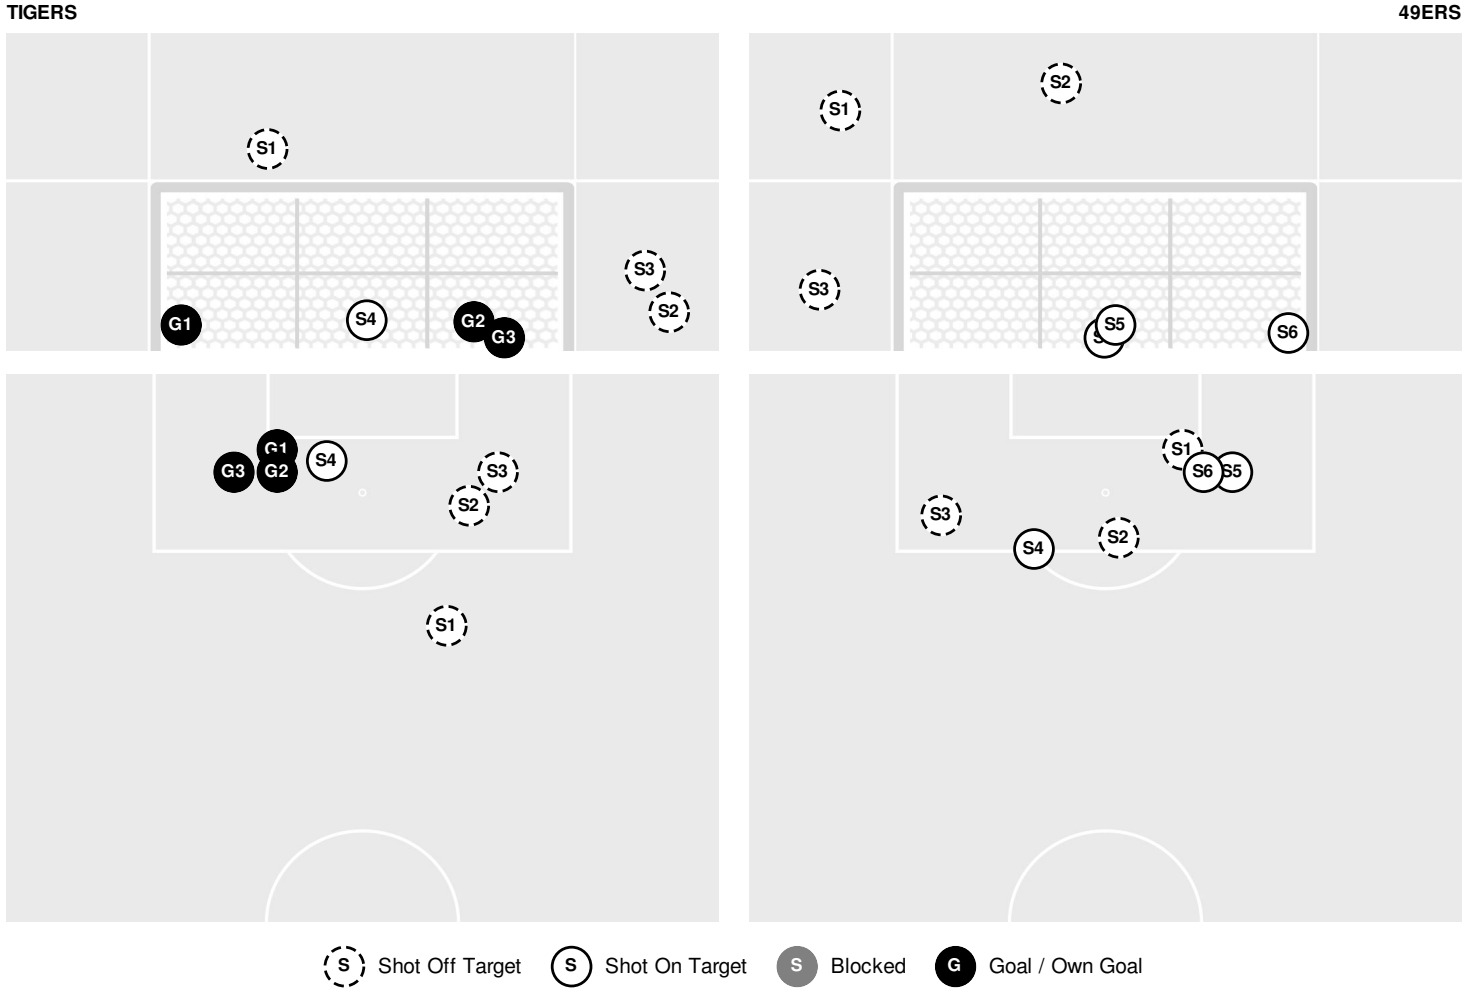 TIGERS
49ERS
S2
S1
S1
S3
S2
S3
G1
S4
G2
G3
S5
S6
G1
G3
G2
S4
S3
S2
S1
S1
S6
S5
S3
S4
S2
S Shot Off Target
S Shot On Target
S Blocked
G Goal / Own Goal